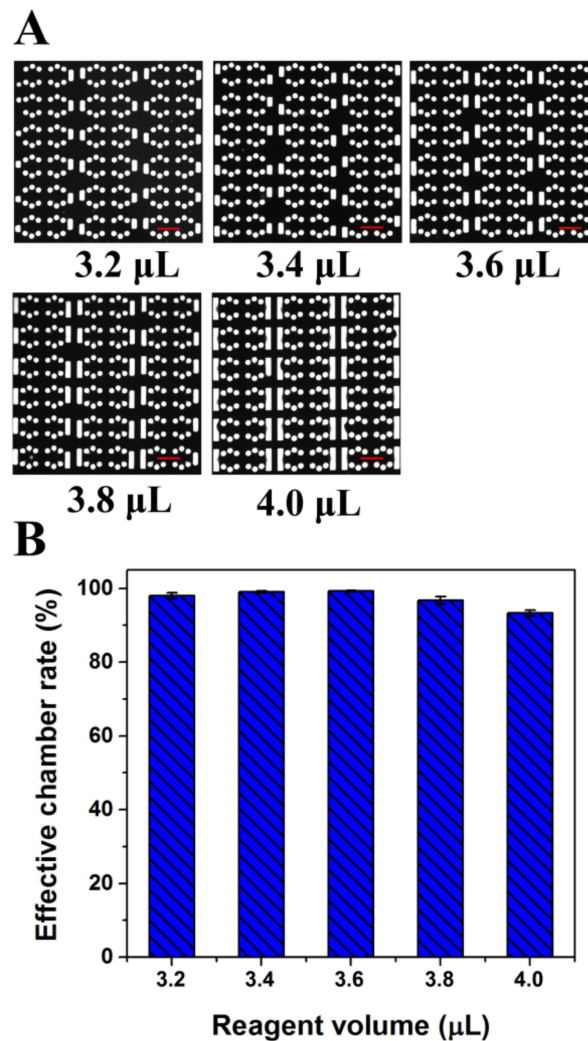 A
3.2 μL
3.4 μL
3.6 μL
3.8 μL
4.0 μL
B
100
80
60
40
20
0
Effective chamber rate (%)
3.2
3.4
3.6
3.8
4.0
Reagent volume (μL)